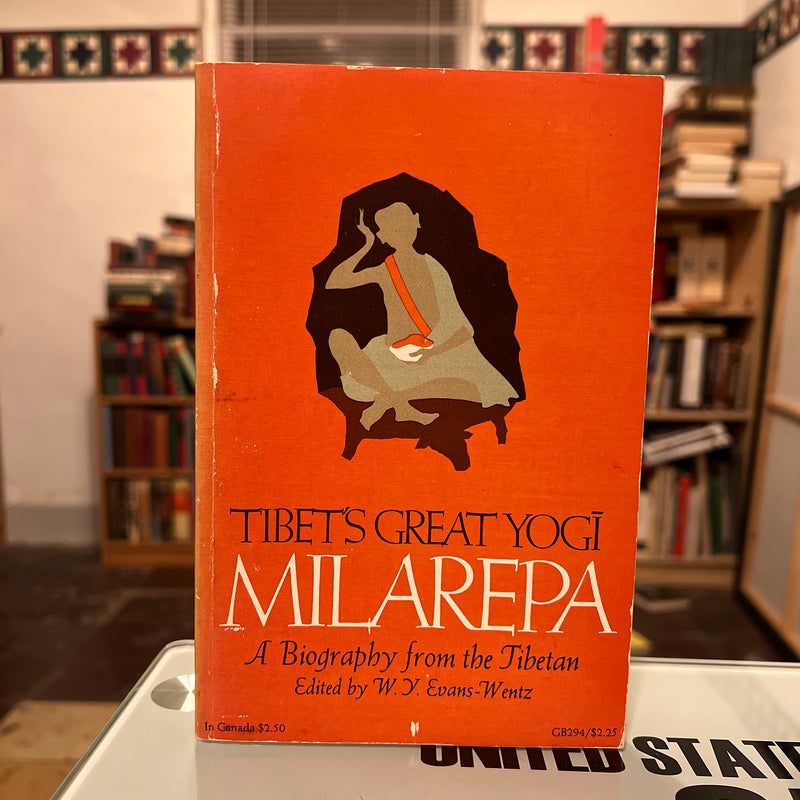 TIBET'S GREAT YOGĪ
MILAREPA
A Biography from the Tibetan
Edited by W. Y. Evans-Wentz
In Canada $2.50
GB294/$2.25
UNITED STATE